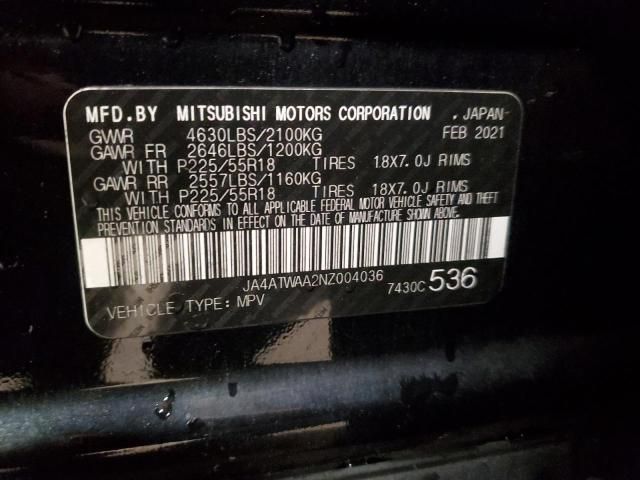 MFD.BY MITSUBISHI MOTORS CORPORATION , JAPAN
GVWR 4630LBS/2100KG FEB 2021
GAWR FR 2646LBS/1200KG
WITH P225/55R18 TIRES 18X7.0J RIMS
GAWR RR 2557LBS/1160KG
WITH P225/55R18 TIRES 18X7.0J RIMS
THIS VEHICLE CONFORMS TO ALL APPLICABLE FEDERAL MOTOR VEHICLE SAFETY AND THEFT
PREVENTION STANDARDS IN EFFECT ON THE DATE OF MANUFACTURE SHOWN ABOVE.
JA4ATWAA2NZ004036 7430C 536
VEHICLE TYPE:MPV